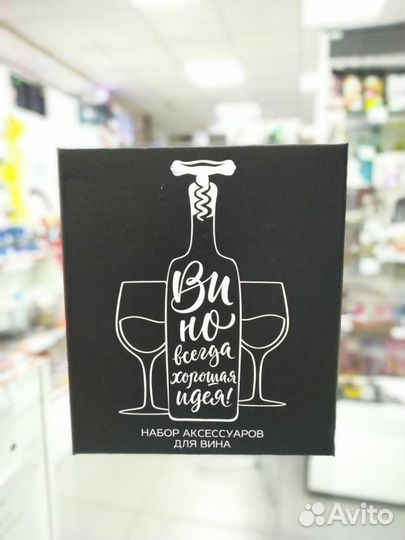 Ви
но
всегда
хорошая
идея!
НАБОР АКСЕССУАРОВ
ДЛЯ ВИНА
Avito